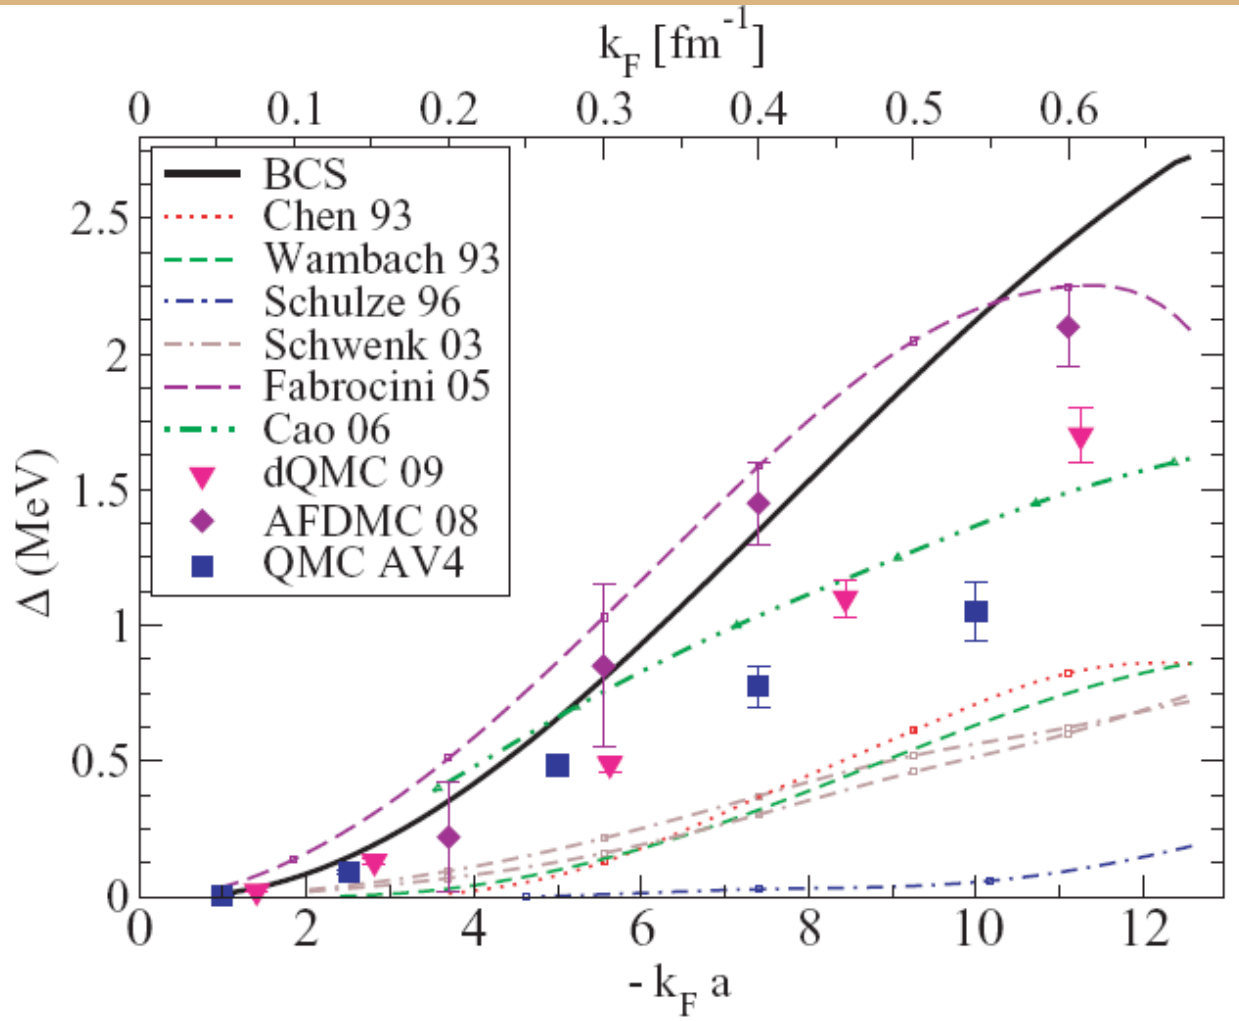 k_F [fm^-1]
0 0.1 0.2 0.3 0.4 0.5 0.6
BCS
Chen 93
Wambach 93
Schulze 96
Schwenk 03
Fabrocini 05
Cao 06
dQMC 09
AFDMC 08
QMC AV4
2.5
2
1.5
1
0.5
0
Δ (MeV)
0 2 4 6 8 10 12
- k_F a